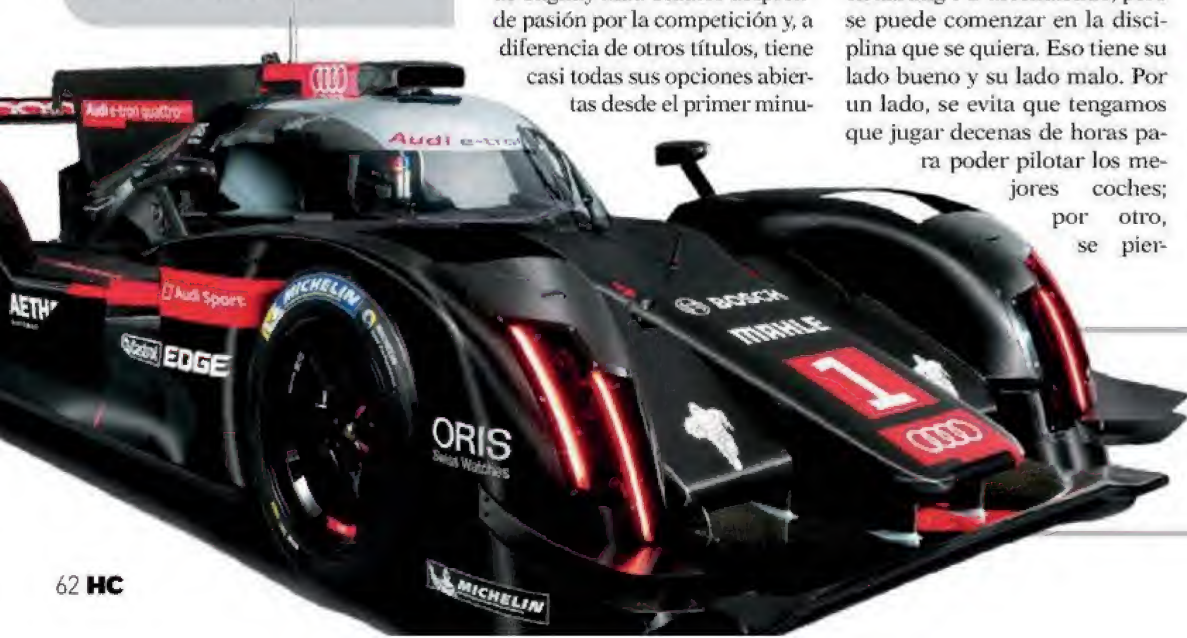 de pasión por la competición y, a
diferencia de otros títulos, tiene
casi todas sus opciones abier-
tas desde el primer minu-
se puede comenzar en la disci-
plina que se quiera. Eso tiene su
lado bueno y su lado malo. Por
un lado, se evita que tengamos
que jugar decenas de horas pa-
ra poder pilotar los me-
jores coches;
por otro,
se pier-
Audi e-tron quattro
Audi e-tron
Audi Sport
MICHELIN
BOSCH
MAHLE
1
Castrol EDGE
ORIS
Swiss Watches
MICHELIN
62 HC